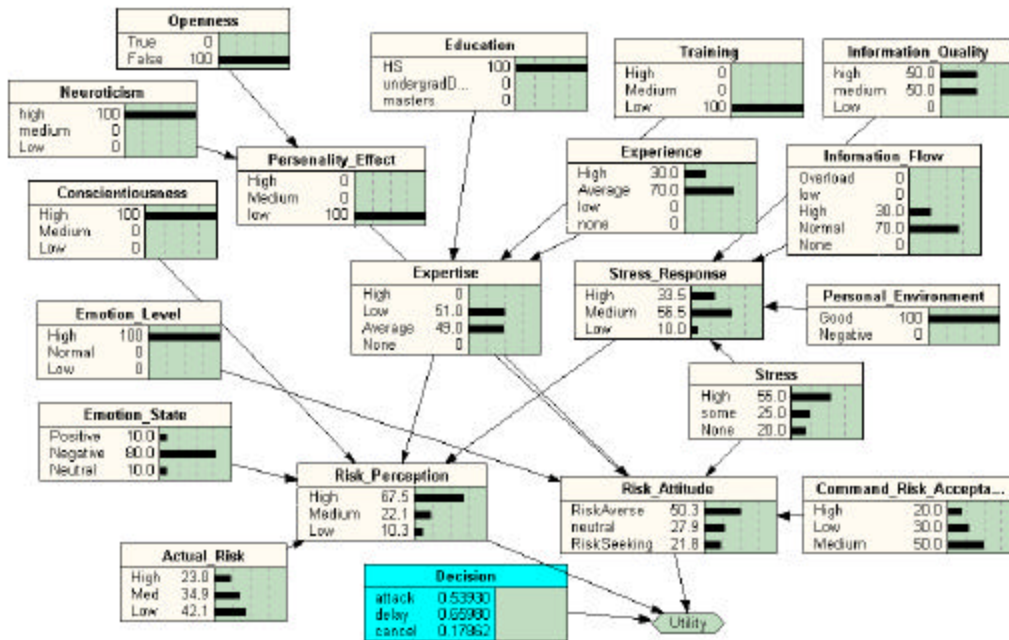 Openness
True 0
False 100
Education
HS 100
undergradD... 0
masters 0
Training
High 0
Medium 0
Low 100
Information_Quality
high 50.0
medium 50.0
Low 0
Neuroticism
high 100
medium 0
Low 0
Personality_Effect
High 0
Medium 0
low 100
Experience
High 30.0
Average 70.0
low 0
none 0
Infomation_Flow
Overload 0
low 0
High 30.0
Normal 70.0
None 0
Conscientiousness
High 100
Medium 0
Low 0
Expertise
High 0
Low 51.0
Average 49.0
None 0
Stress_Response
High 33.5
Medium 56.5
Low 10.0
Personal_Environment
Good 100
Negative 0
Emotion_Level
High 100
Normal 0
Low 0
Stress
High 55.0
some 25.0
None 20.0
Emotion_State
Positive 10.0
Negative 80.0
Neutral 10.0
Risk_Perception
High 67.5
Medium 22.1
Low 10.3
Risk_Attitude
RiskAverse 50.3
neutral 27.9
RiskSeeking 21.8
Command_Risk_Accepta...
High 20.0
Low 30.0
Medium 50.0
Actual_Risk
High 23.0
Med 34.9
Low 42.1
Decision
attack 0.53930
delay 0.65980
cancel 0.17962
Utility